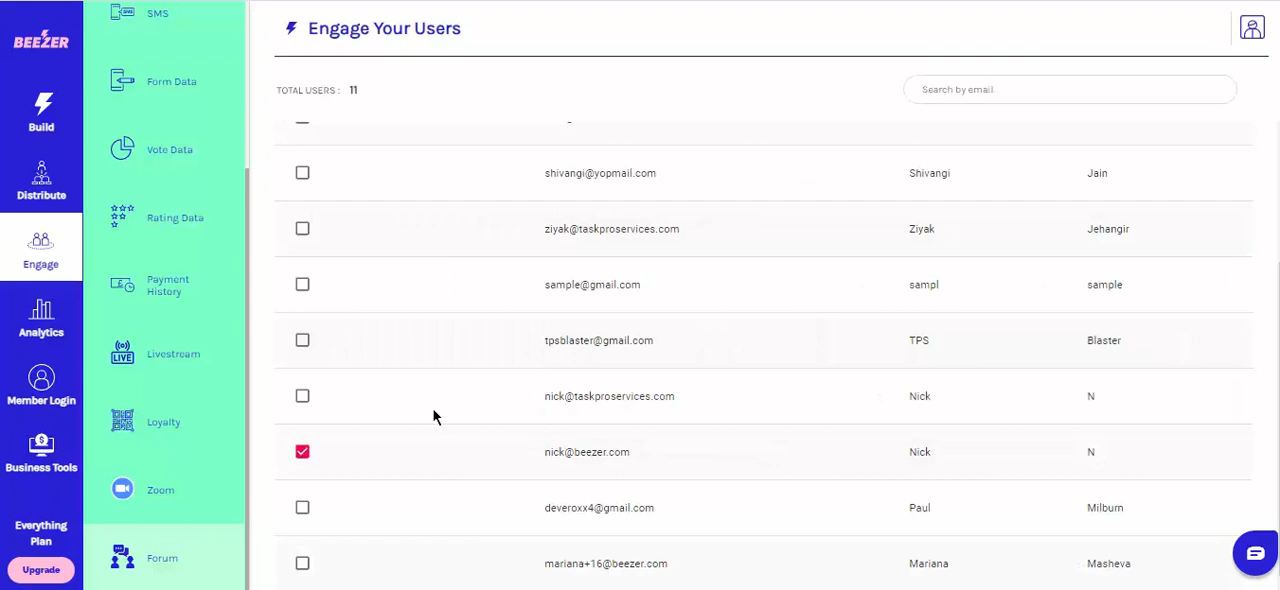 BEEZER
Build
Distribute
Engage
Analytics
Member Login
Business Tools
Everything
Plan
Upgrade
SMS
Form Data
Vote Data
Rating Data
Payment
History
LIVE
Livestream
Loyalty
Zoom
Forum
Engage Your Users
TOTAL USERS : 11
Search by email
shivangi@yopmail.com Shivangi Jain
ziyak@taskproservices.com Ziyak Jehangir
sample@gmail.com sampl sample
tpsblaster@gmail.com TPS Blaster
nick@taskproservices.com Nick N
nick@beezer.com Nick N
deveroxx4@gmail.com Paul Milburn
mariana+16@beezer.com Mariana Masheva